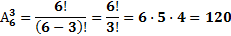 A₆³ = 6!/(6 − 3)! = 6!/3! = 6 ∙ 5 ∙ 4 = 120